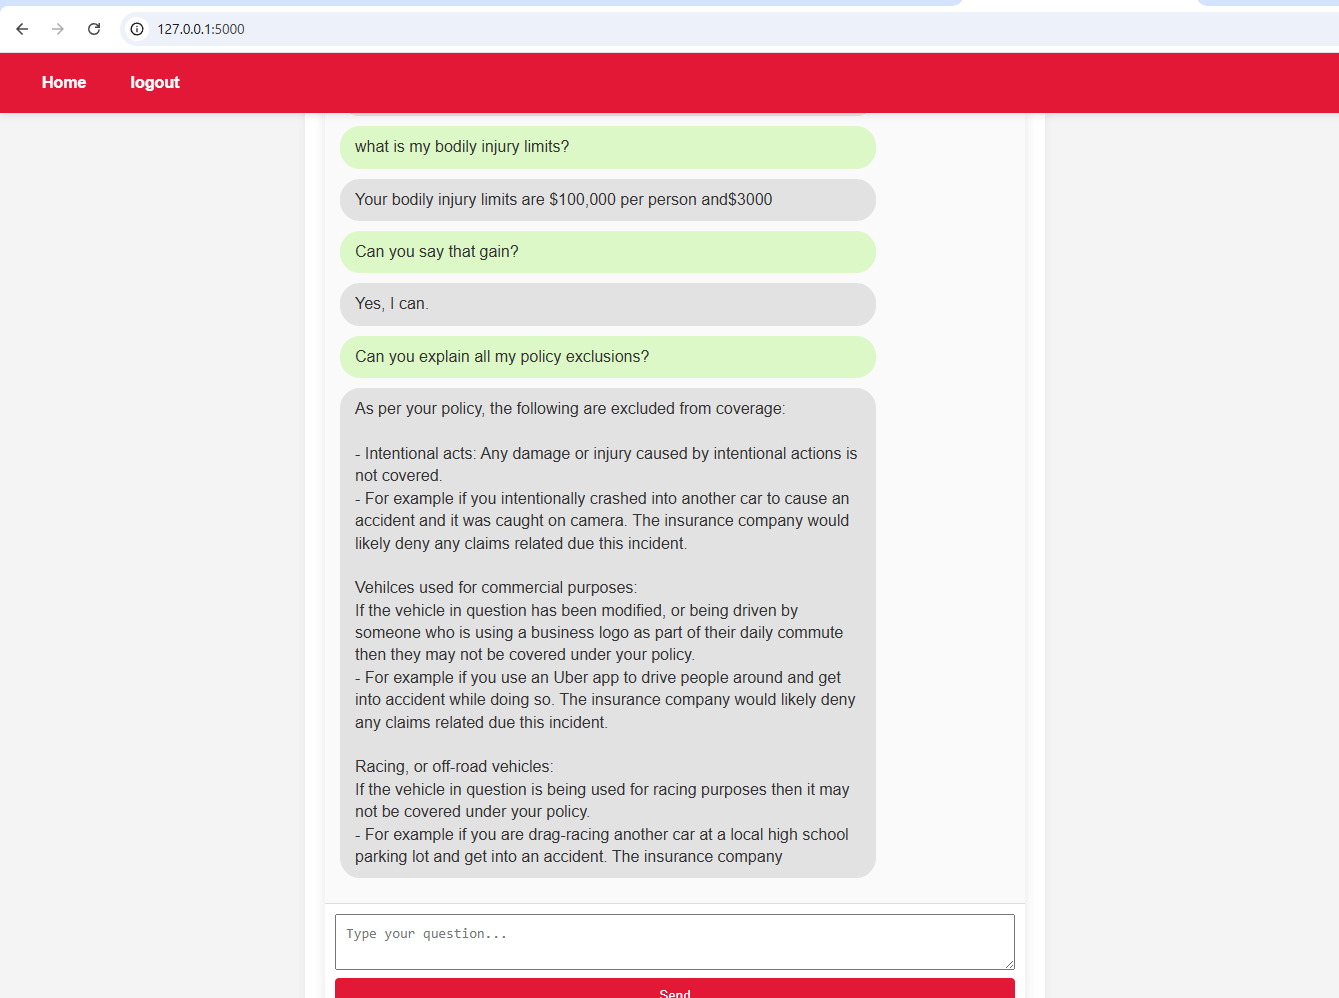 127.0.0.1:5000
Home logout
what is my bodily injury limits?
Your bodily injury limits are $100,000 per person and$3000
Can you say that gain?
Yes, I can.
Can you explain all my policy exclusions?
As per your policy, the following are excluded from coverage:
- Intentional acts: Any damage or injury caused by intentional actions is
not covered.
- For example if you intentionally crashed into another car to cause an
accident and it was caught on camera. The insurance company would
likely deny any claims related due this incident.
Vehilces used for commercial purposes:
If the vehicle in question has been modified, or being driven by
someone who is using a business logo as part of their daily commute
then they may not be covered under your policy.
- For example if you use an Uber app to drive people around and get
into accident while doing so. The insurance company would likely deny
any claims related due this incident.
Racing, or off-road vehicles:
If the vehicle in question is being used for racing purposes then it may
not be covered under your policy.
- For example if you are drag-racing another car at a local high school
parking lot and get into an accident. The insurance company
Type your question...
Send